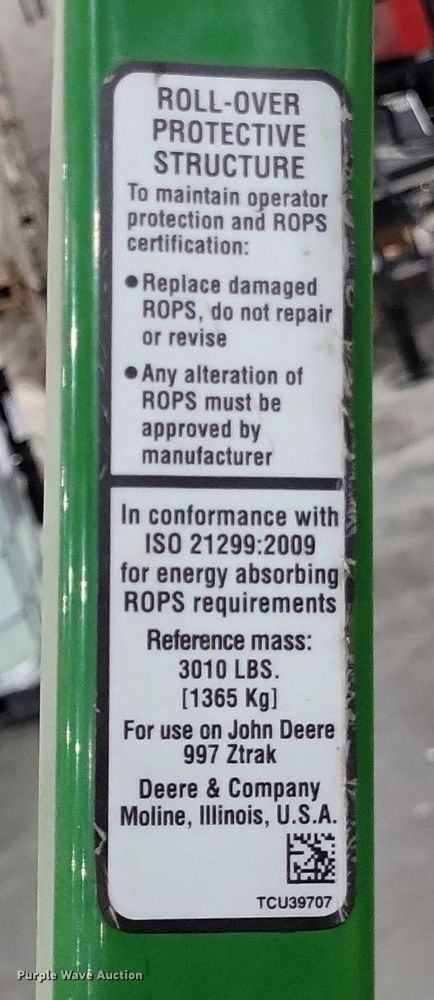 ROLL-OVER
PROTECTIVE
STRUCTURE
To maintain operator
protection and ROPS
certification:
● Replace damaged
ROPS, do not repair
or revise
● Any alteration of
ROPS must be
approved by
manufacturer
In conformance with
ISO 21299:2009
for energy absorbing
ROPS requirements
Reference mass:
3010 LBS.
[1365 Kg]
For use on John Deere
997 Ztrak
Deere & Company
Moline, Illinois, U.S.A.
TCU39707
Purple Wave Auction